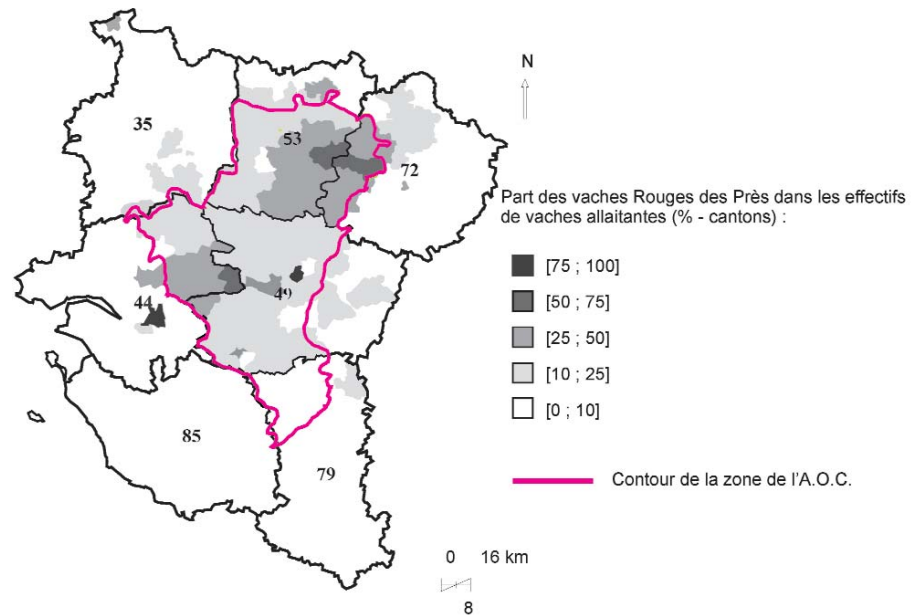 N
35
53
72
Part des vaches Rouges des Près dans les effectifs
de vaches allaitantes (% - cantons) :
[75 ; 100]
[50 ; 75]
[25 ; 50]
[10 ; 25]
[0 ; 10]
44
49
85
79
Contour de la zone de l'A.O.C.
0 16 km
8